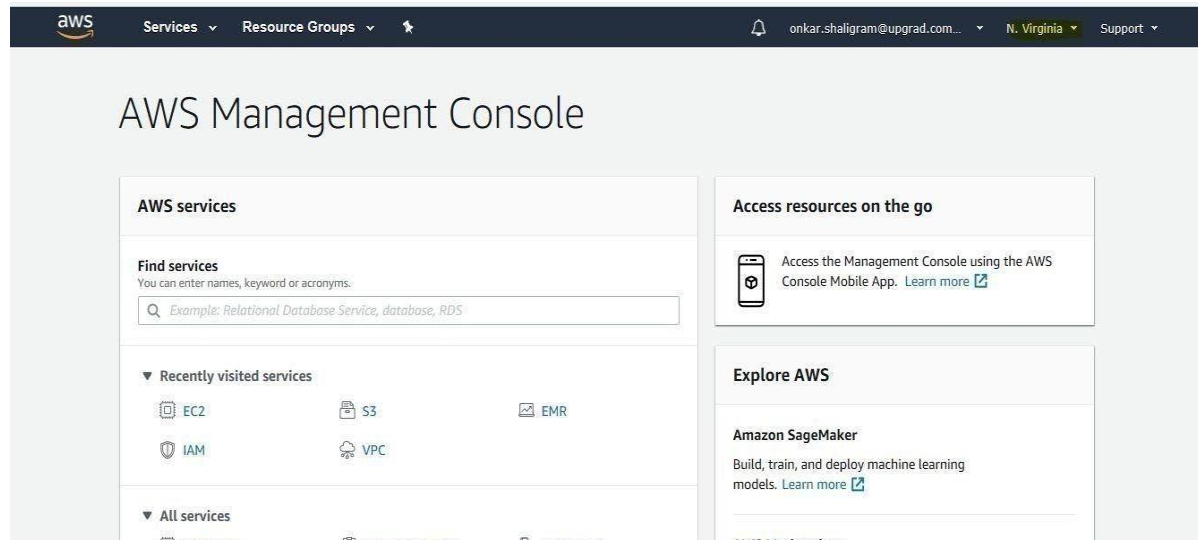 aws
Services
Resource Groups
onkar.shaligram@upgrad.com...
N. Virginia
Support
AWS Management Console
AWS services
Find services
You can enter names, keyword or acronyms.
Example: Relational Database Service, database, RDS
Recently visited services
EC2
S3
EMR
IAM
VPC
All services
Access resources on the go
Access the Management Console using the AWS
Console Mobile App. Learn more
Explore AWS
Amazon SageMaker
Build, train, and deploy machine learning
models. Learn more